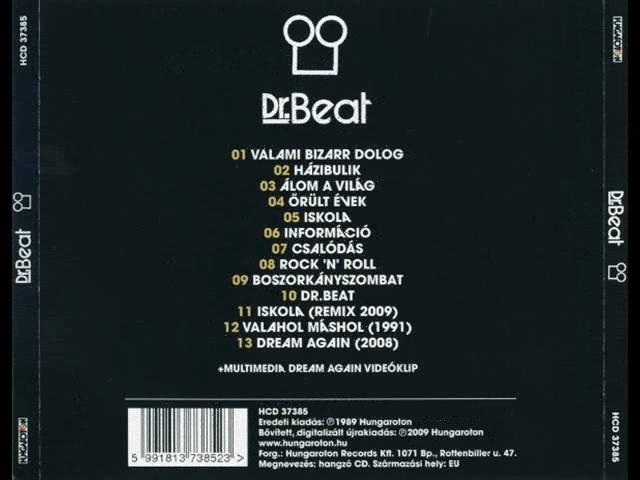 HCD 37385
HUNGAROTON
Dr.Beat
01 VALAMI BIZARR DOLOG
02 HÁZIBULIK
03 ÁLOM A VILÁG
04 ŐRÜLT ÉVEK
05 ISKOLA
06 INFORMÁCIÓ
07 CSALÓDÁS
08 ROCK 'N' ROLL
09 BOSZORKÁNYSZOMBAT
10 DR.BEAT
11 ISKOLA (REMIX 2009)
12 VALAHOL MÁSHOL (1991)
13 DREAM AGAIN (2008)
+MULTIMEDIA DREAM AGAIN VIDEÓKLIP
Dr.Beat
Dr.Beat
HCD 37385
Eredeti kiadás: ℗1989 Hungaroton
Bővített, digitalizált újrakiadás: ℗2009 Hungaroton
www.hungaroton.hu
Forg.: Hungaroton Records Kft. 1071 Bp., Rottenbiller u. 47.
Megnevezés: hangzó CD. Származási hely: EU
5 991813 738523 >
HUNGAROTON
HCD 37385